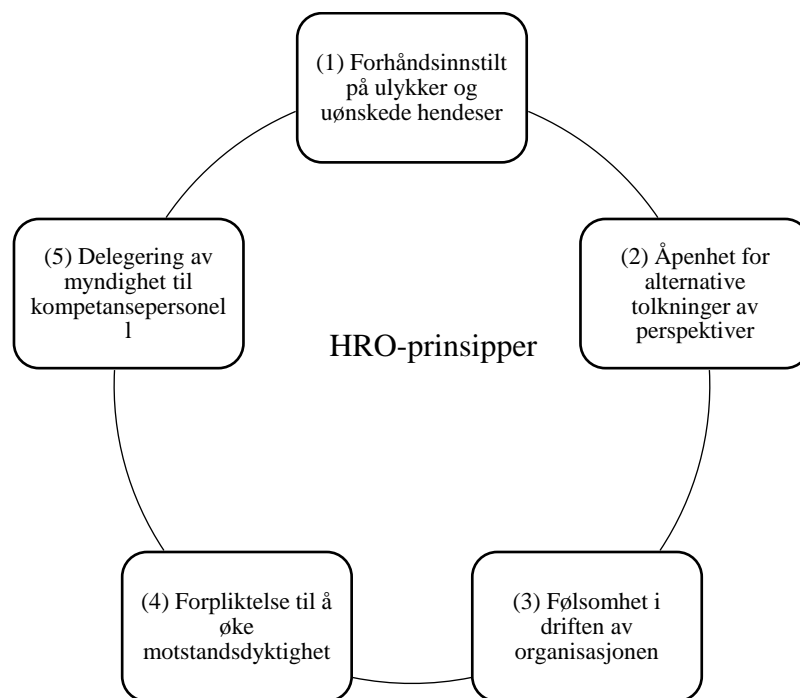 (1) Forhåndsinnstilt
på ulykker og
uønskede hendeser
(2) Åpenhet for
alternative
tolkninger av
perspektiver
(3) Følsomhet i
driften av
organisasjonen
(4) Forpliktelse til å
øke
motstandsdyktighet
(5) Delegering av
myndighet til
kompetansepersonel
l
HRO-prinsipper